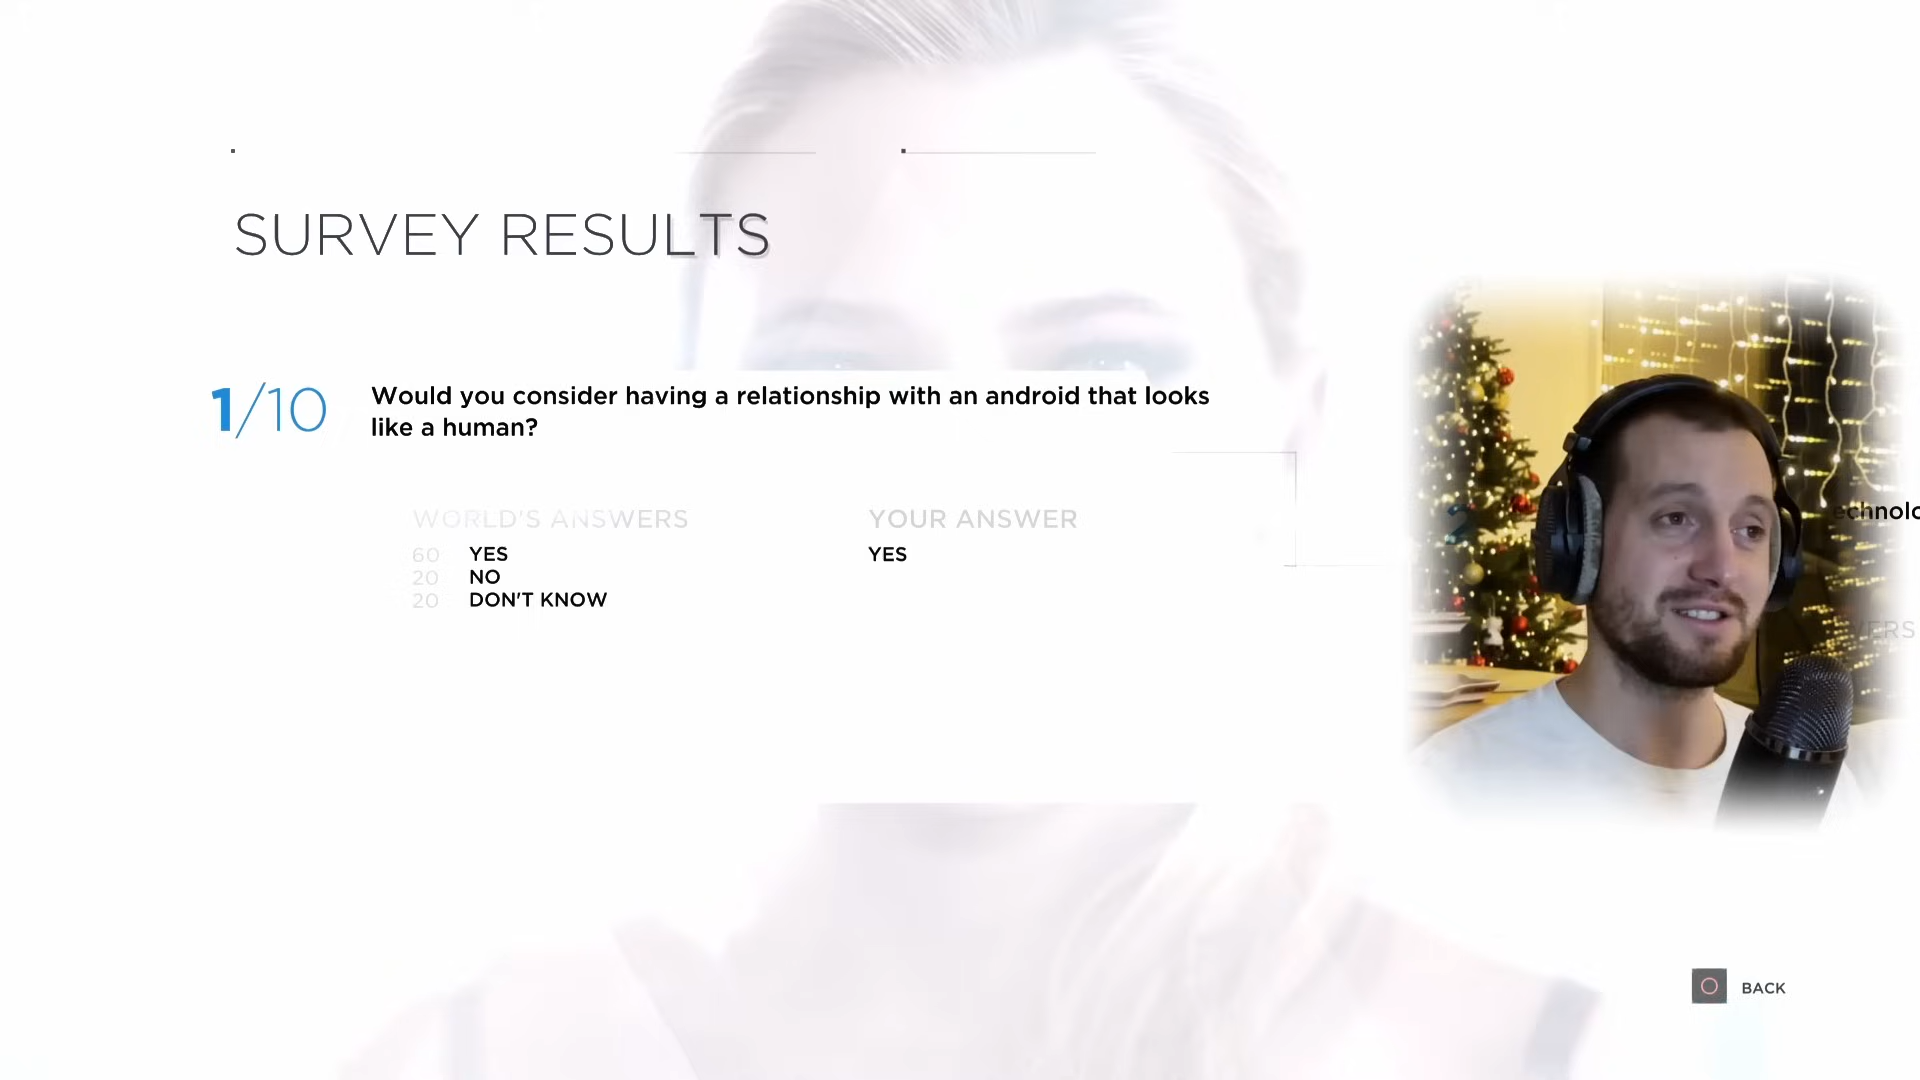 SURVEY RESULTS
1/10
Would you consider having a relationship with an android that looks
like a human?
WORLD'S ANSWERS
YOUR ANSWER
60 YES
YES
20 NO
20 DON'T KNOW
2
BACK